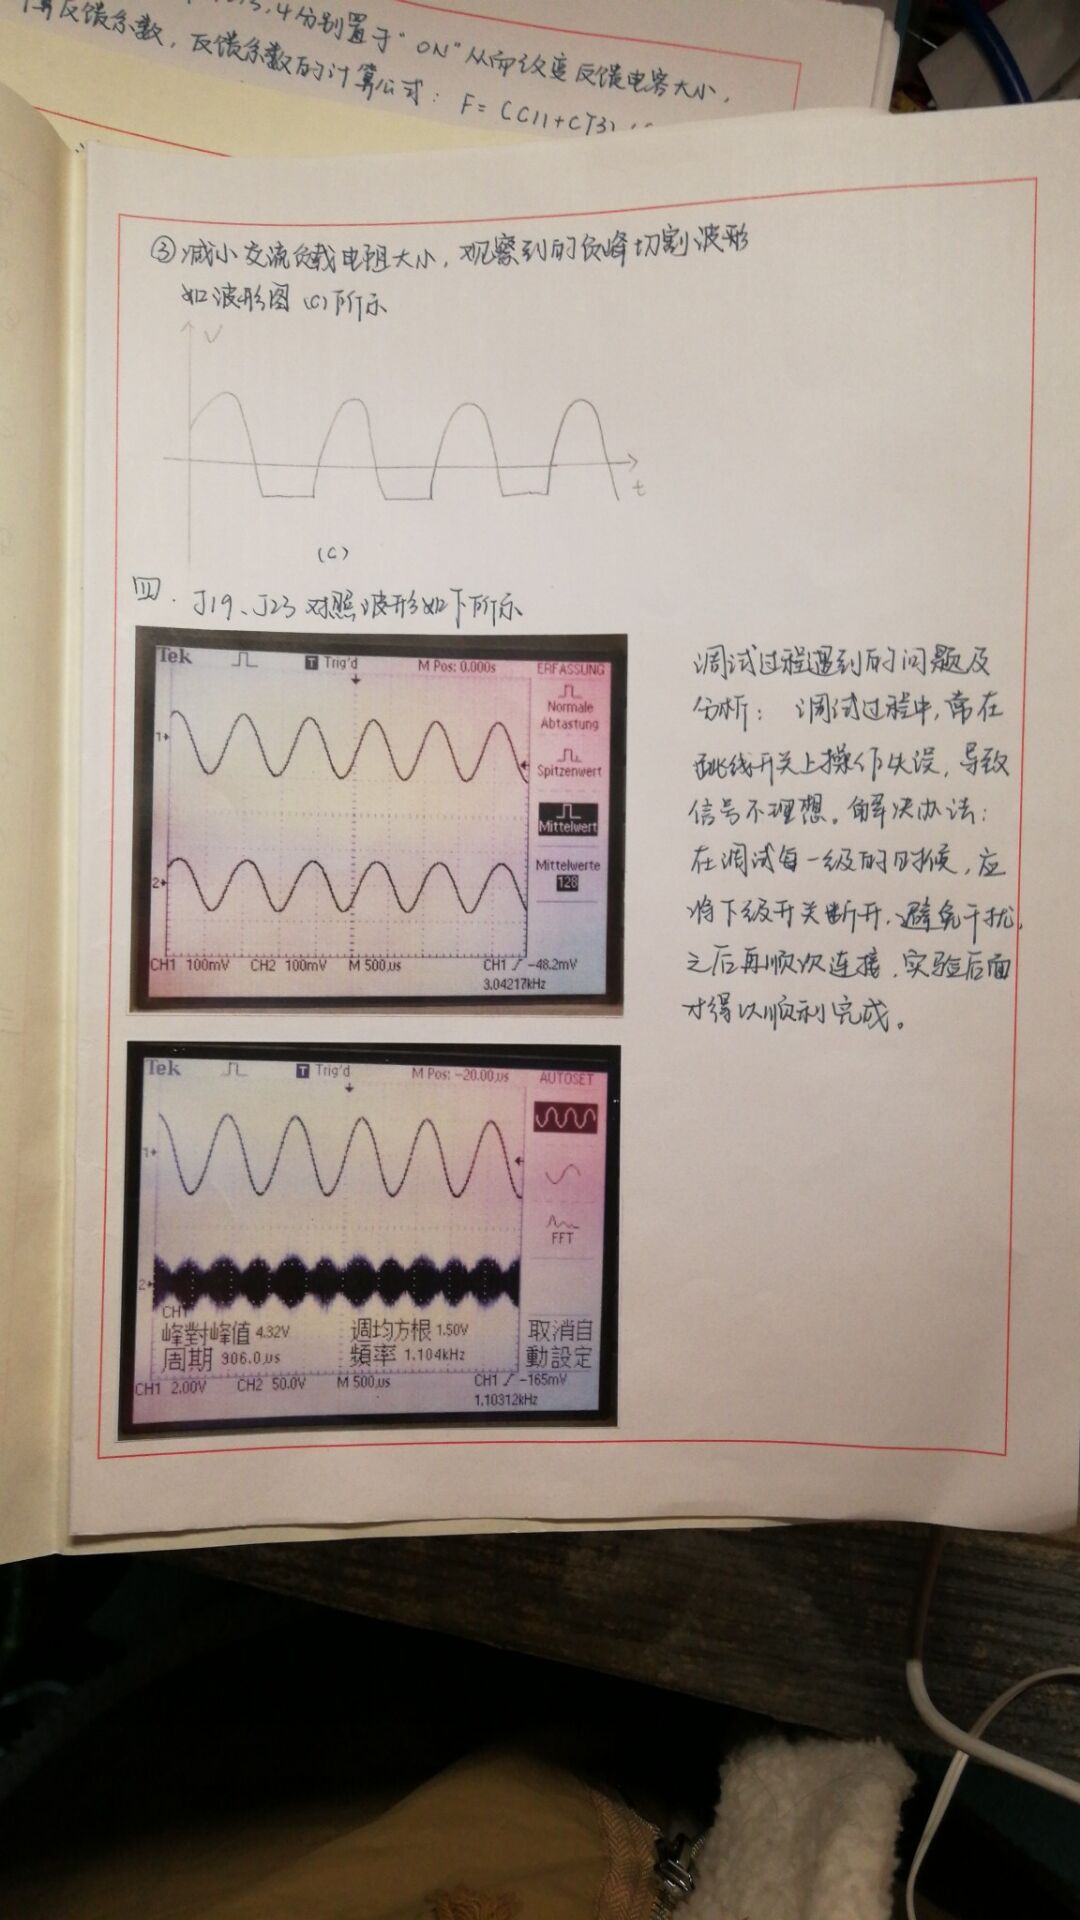 3,4分别置于"ON"从而改变反馈电容大小,
算反馈系数,反馈系数的计算公式: F=(C11+CT3)
③减小交流负载电阻大小,观察到的负峰切割波形
如波形图(C)所示
V
t
(C)
四.J19、J23对照波形如下所示
Tek T Trig'd M Pos: 0.000s ERFASSUNG
Normale
Abtastung
1
Spitzenwert
Mittelwert
Mittelwerte
128
2
CH1 100mV CH2 100mV M 500us CH1 -48.2mV
3.04217kHz
调试过程遇到的问题及
分析: 调试过程中,常在
跳线开关上操作失误,导致
信号不理想。解决办法:
在调试每一级的时候,应
将下级开关断开,避免干扰,
之后再顺次连接,实验后面
才得以顺利完成。
Tek T Trig'd M Pos: -20.00us AUTOSET
1
FFT
2
CH1
峰對峰值 4.32V 週均方根 1.50V 取消自
周期 906.0us 頻率 1.104kHz 動設定
CH1 2.00V CH2 50.0V M 500us CH1 -165mV
1.10312kHz